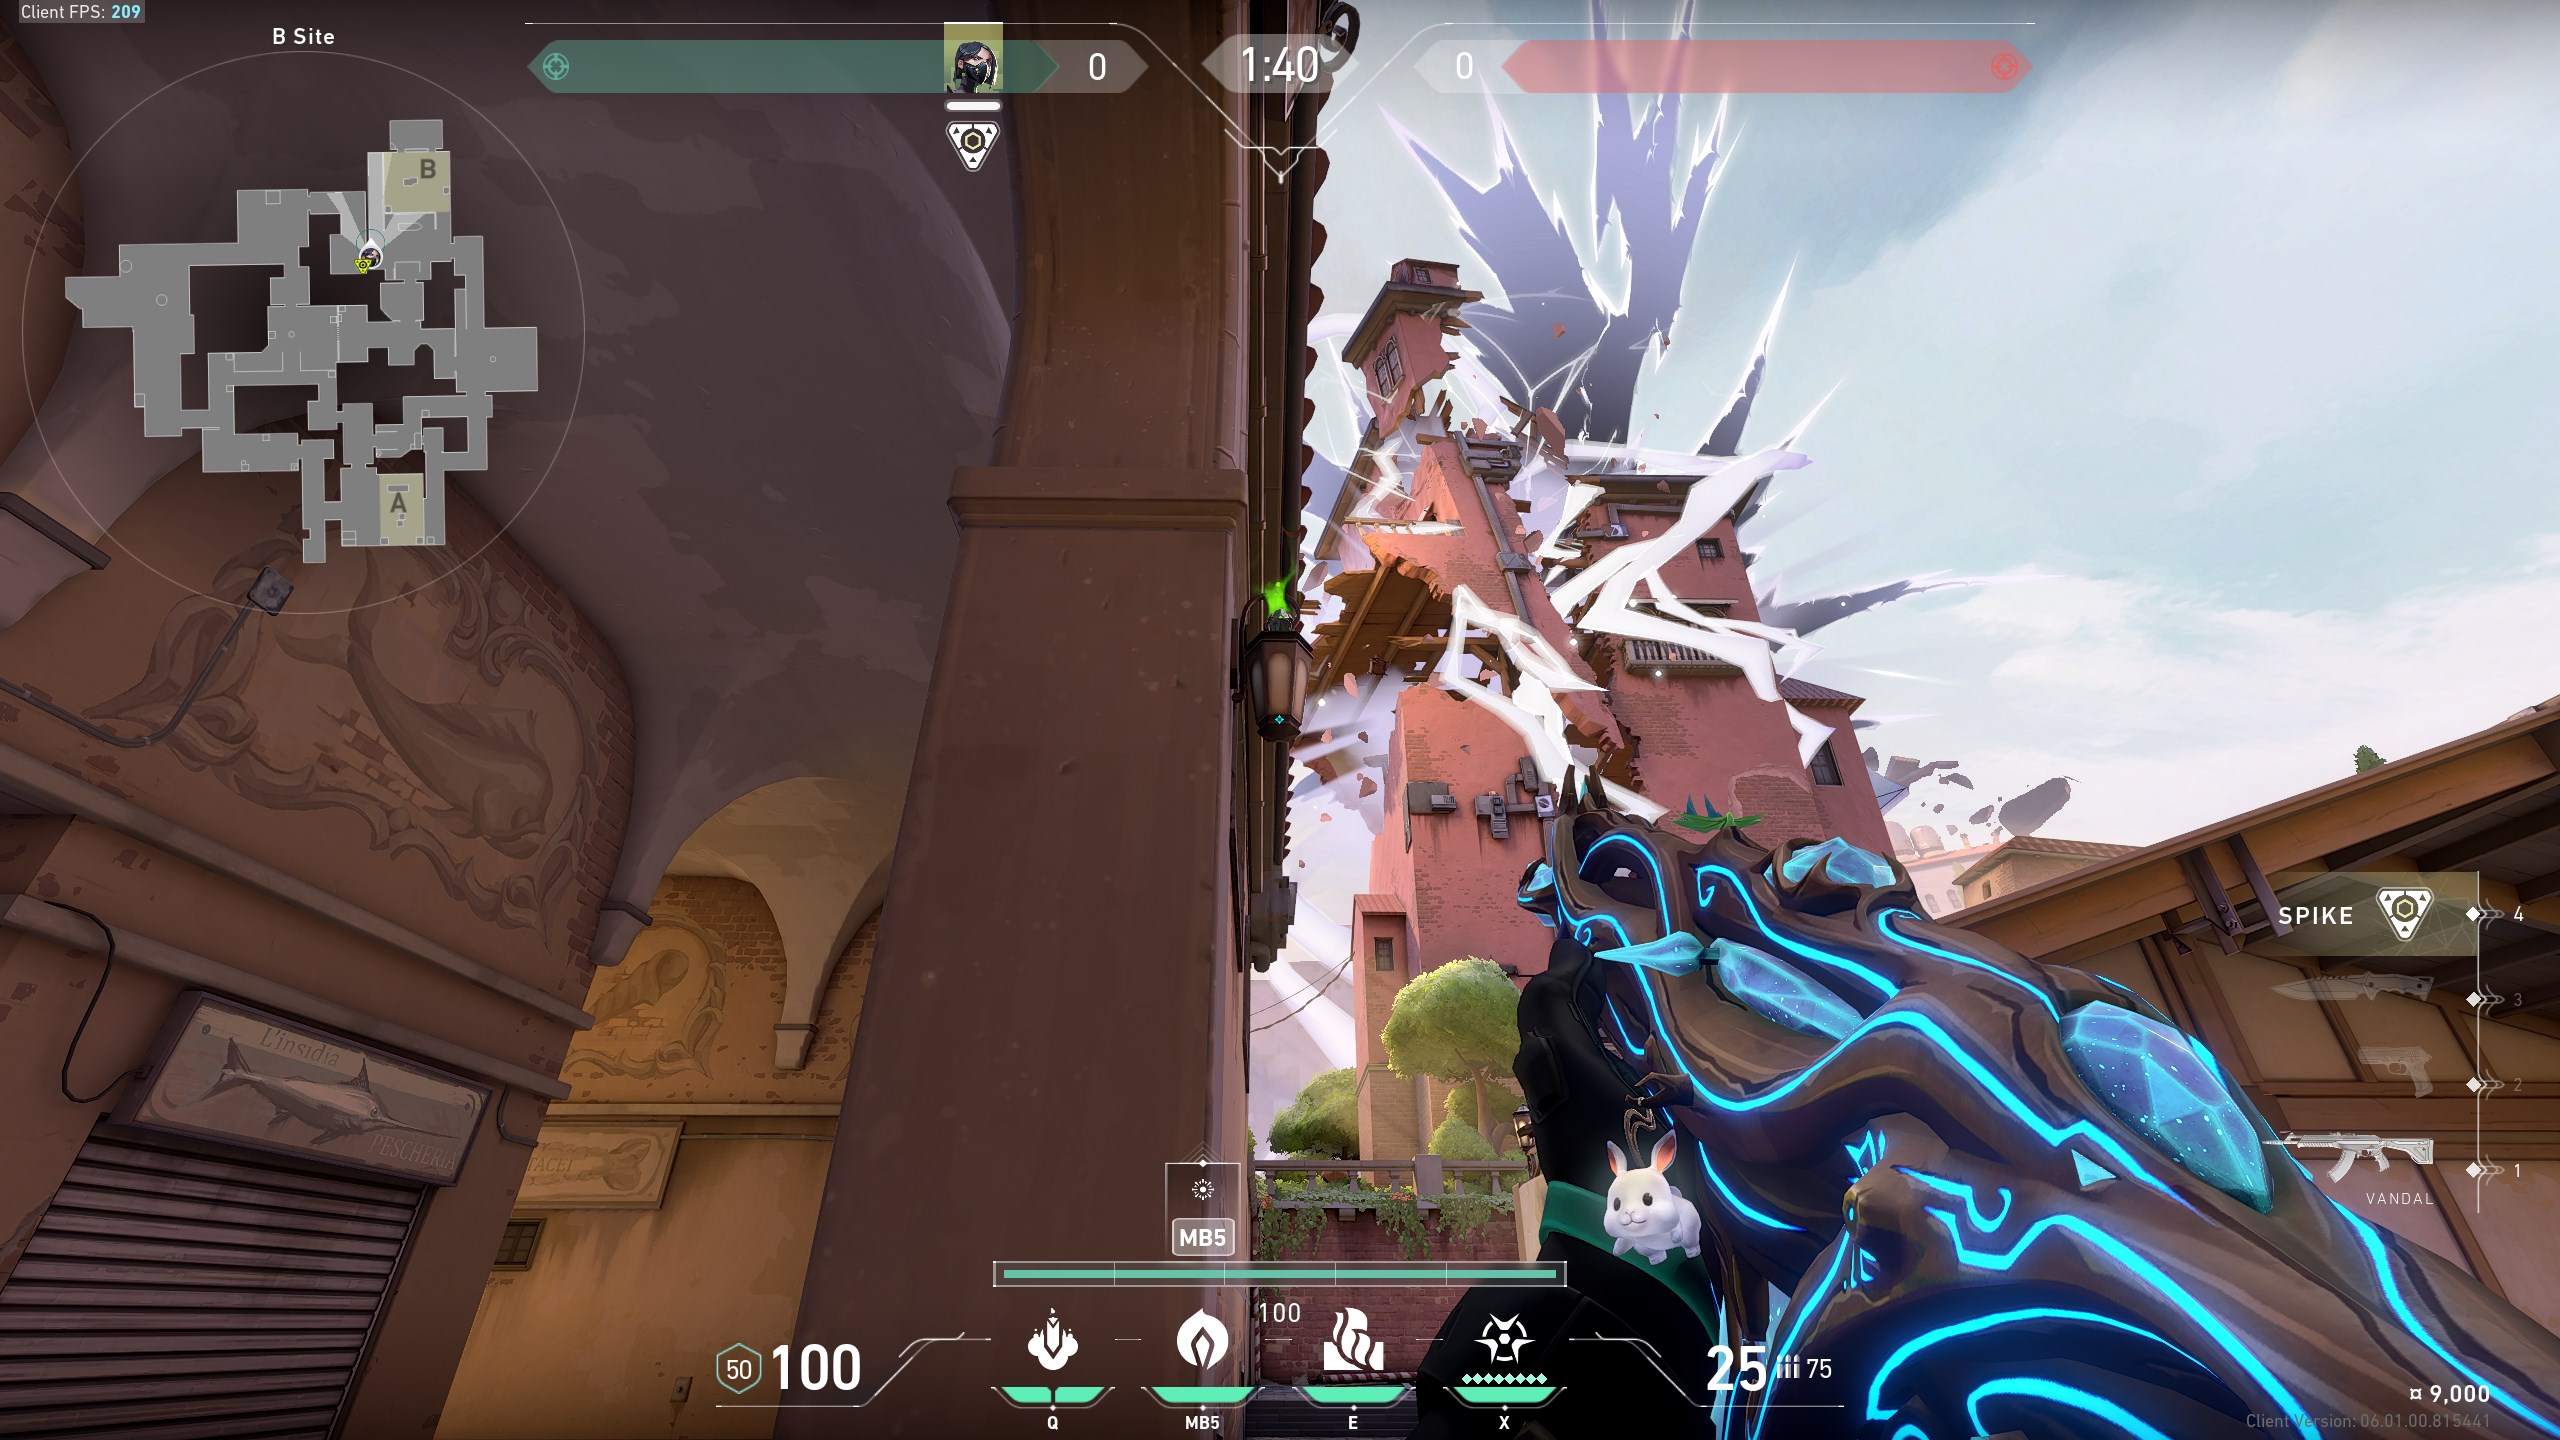 Client FPS: 209
B Site
0
1:40
0
B
A
SPIKE
4
3
2
1
VANDAL
L'insidia
PESCHERIA
TACEI
MB5
100
50
100
Q
MB5
E
X
25
75
¤ 9,000
Client Version: 06.01.00.815441